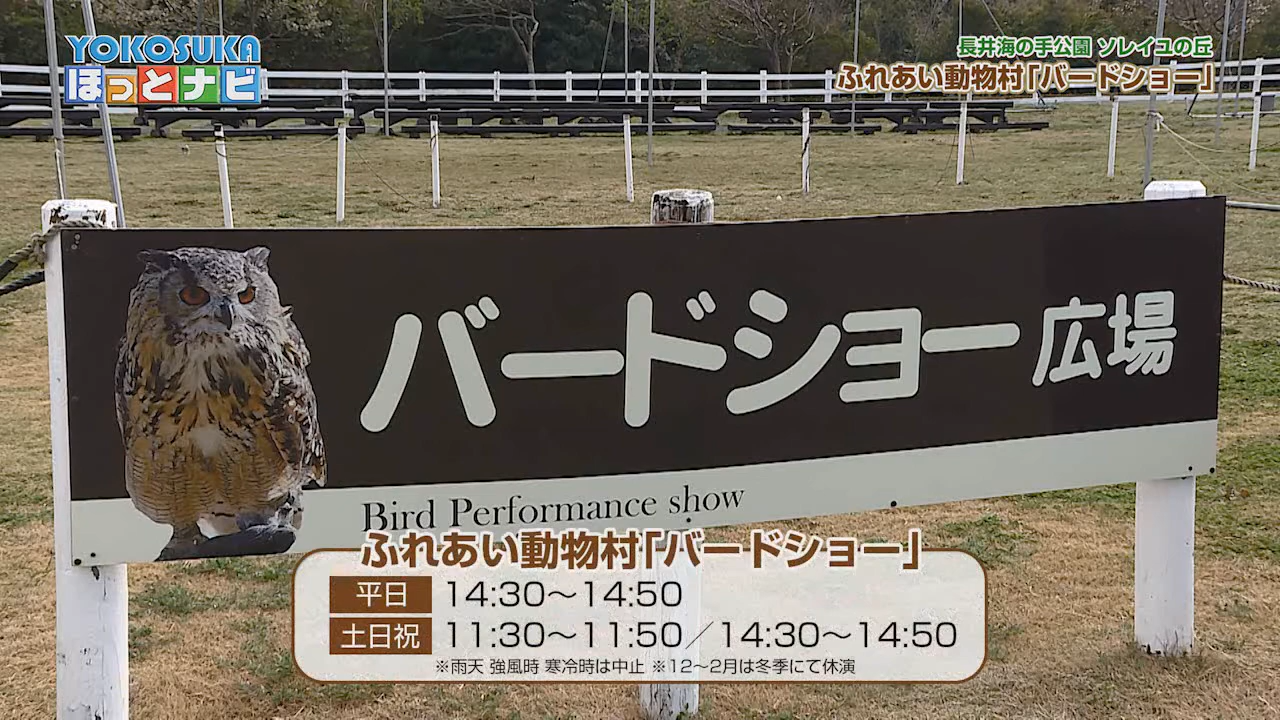 YOKOSUKA
ほっとナビ
長井海の手公園 ソレイユの丘
ふれあい動物村「バードショー」
バードショー広場
Bird Performance show
ふれあい動物村「バードショー」
平日 14:30～14:50
土日祝 11:30～11:50／14:30～14:50
※雨天 強風時 寒冷時は中止 ※12～2月は冬季にて休演